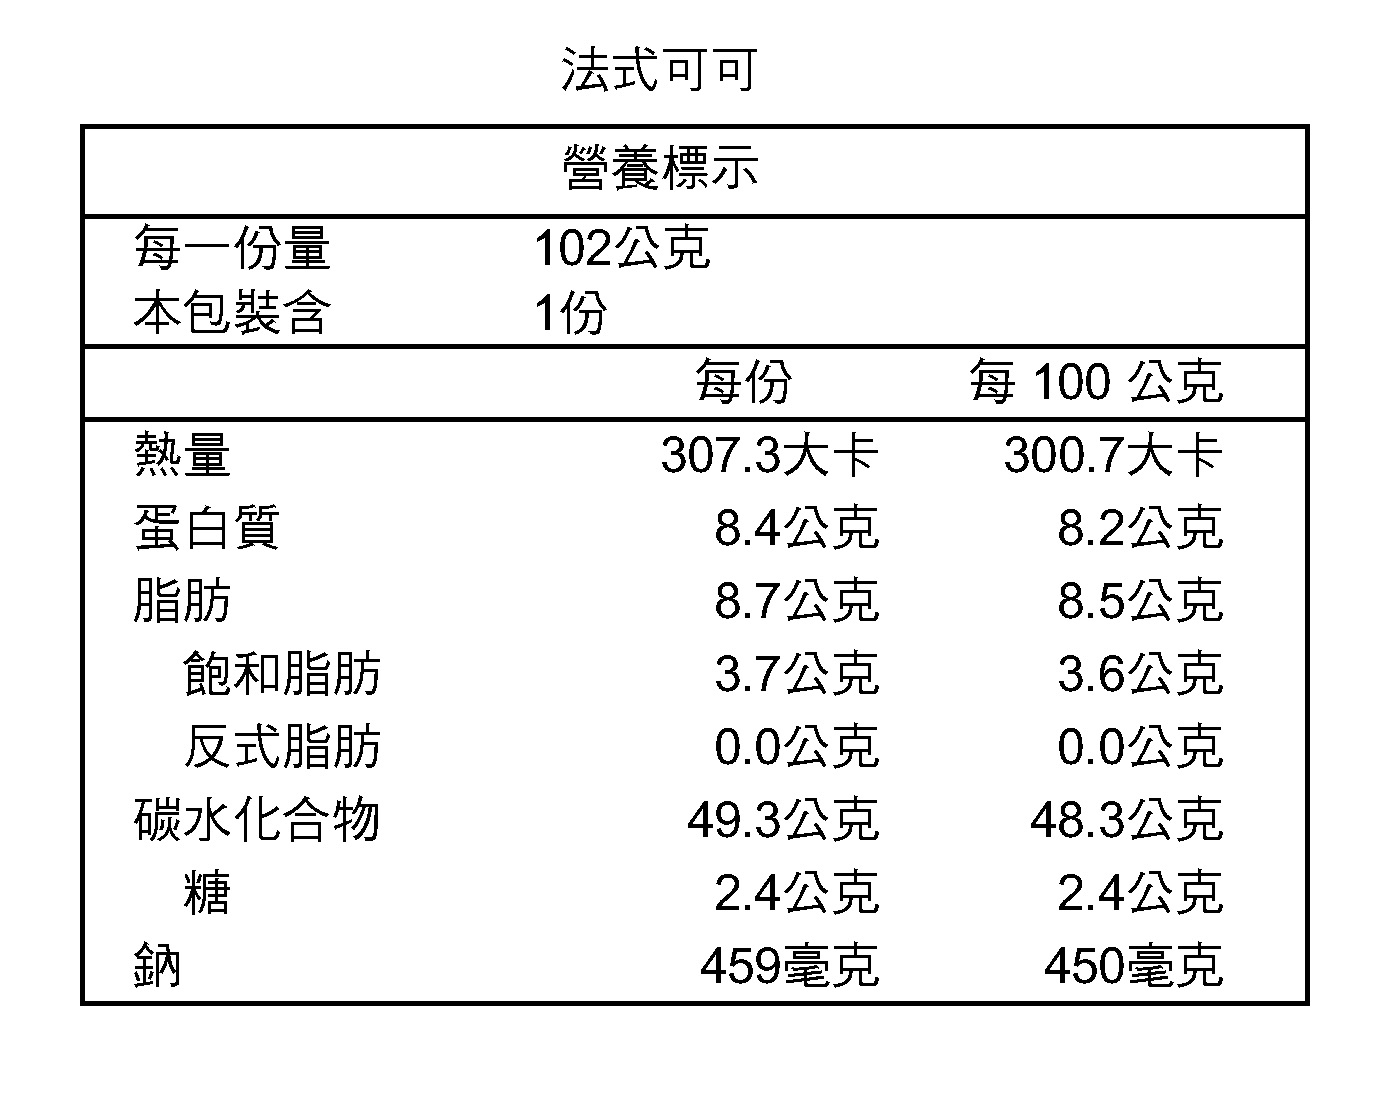 法式可可
營養標示
每一份量 102公克
本包裝含 1份
每份 每 100 公克
熱量 307.3大卡 300.7大卡
蛋白質 8.4公克 8.2公克
脂肪 8.7公克 8.5公克
飽和脂肪 3.7公克 3.6公克
反式脂肪 0.0公克 0.0公克
碳水化合物 49.3公克 48.3公克
糖 2.4公克 2.4公克
鈉 459毫克 450毫克